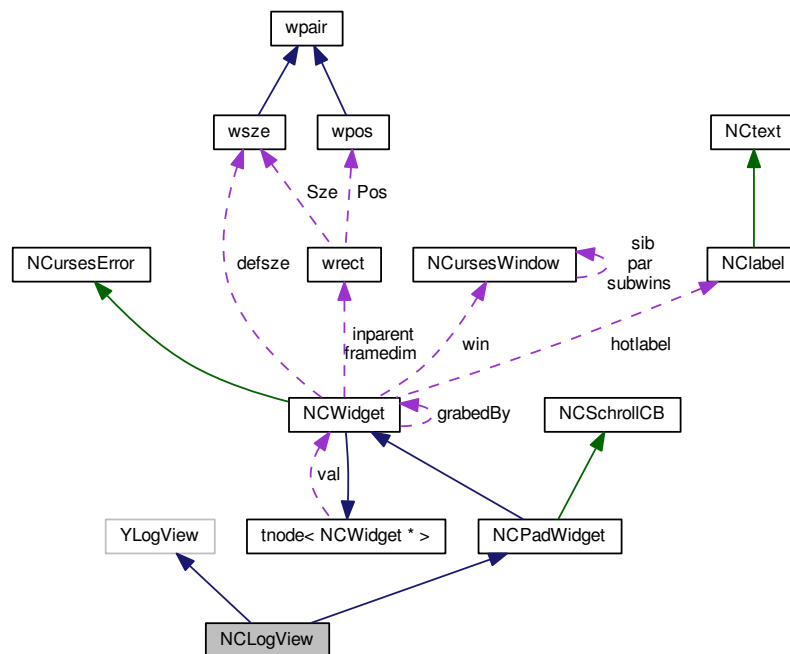 wpair
wsze
wpos
NCtext
Sze
Pos
NCursesError
defsze
wrect
NCursesWindow
sib
par
subwins
NClabel
inparent
framedim
win
hotlabel
NCWidget
grabedBy
NCSchrollCB
val
YLogView
tnode< NCWidget * >
NCPadWidget
NCLogView